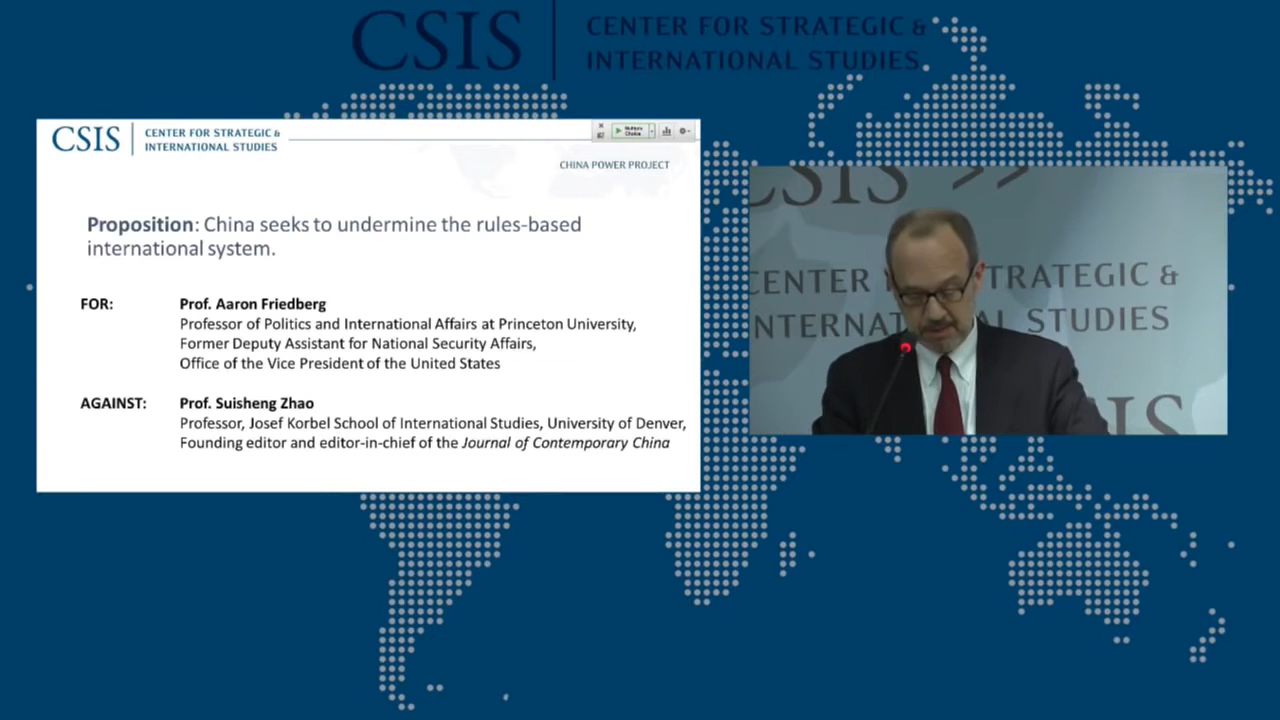 CSIS
CENTER FOR STRATEGIC &
INTERNATIONAL STUDIES
CSIS
CENTER FOR STRATEGIC &
INTERNATIONAL STUDIES
Multiple
Choice
CHINA POWER PROJECT
Proposition: China seeks to undermine the rules-based
international system.
FOR:
Prof. Aaron Friedberg
Professor of Politics and International Affairs at Princeton University,
Former Deputy Assistant for National Security Affairs,
Office of the Vice President of the United States
AGAINST:
Prof. Suisheng Zhao
Professor, Josef Korbel School of International Studies, University of Denver,
Founding editor and editor-in-chief of the Journal of Contemporary China
CSIS >>
CENTER TRATEGIC &
NTERNAT L STUDIES
IS